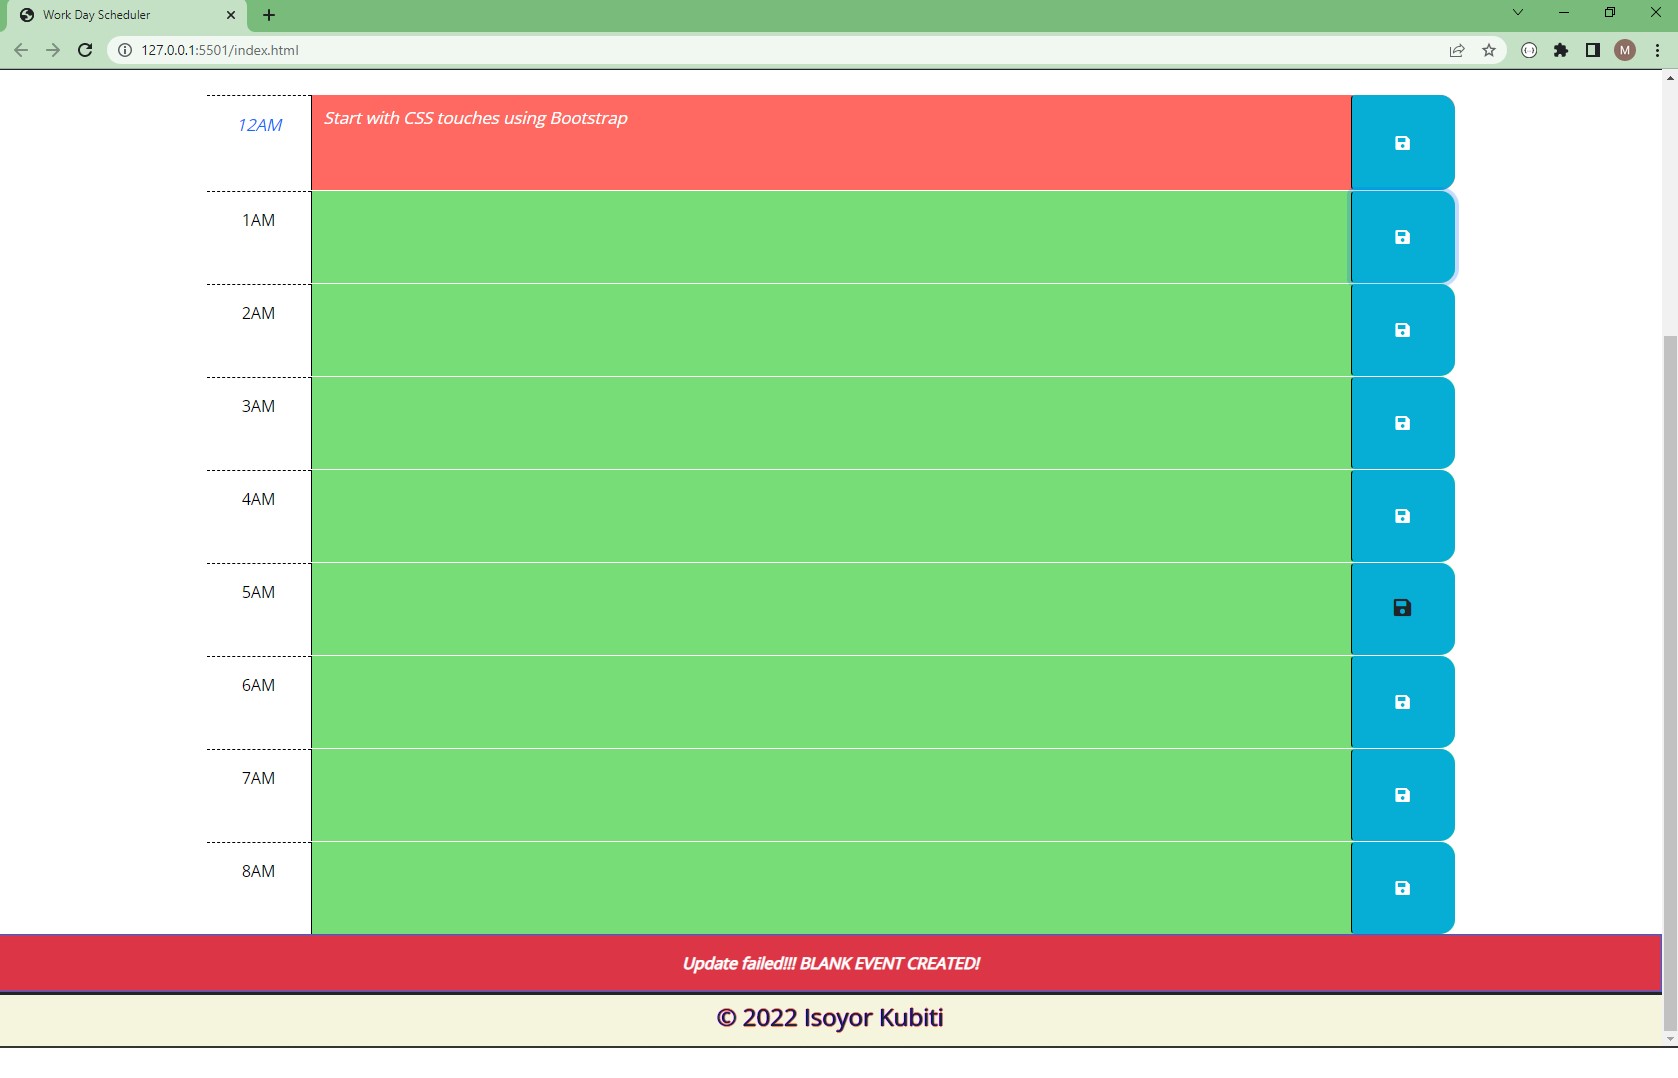 Work Day Scheduler
127.0.0.1:5501/index.html
M
12AM
Start with CSS touches using Bootstrap
1AM
2AM
3AM
4AM
5AM
6AM
7AM
8AM
Update failed!!! BLANK EVENT CREATED!
© 2022 Isoyor Kubiti